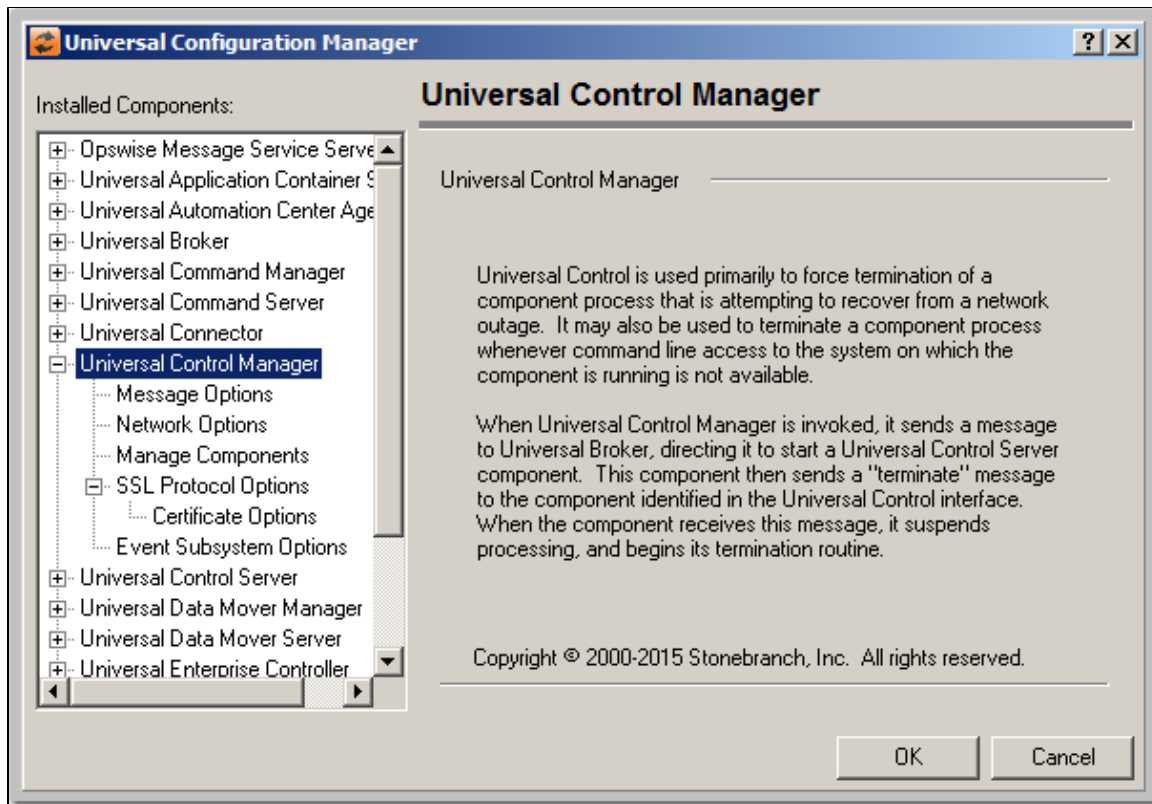 Universal Configuration Manager
Installed Components:
Opswise Message Service Serve
Universal Application Container S
Universal Automation Center Age
Universal Broker
Universal Command Manager
Universal Command Server
Universal Connector
Universal Control Manager
Message Options
Network Options
Manage Components
SSL Protocol Options
Certificate Options
Event Subsystem Options
Universal Control Server
Universal Data Mover Manager
Universal Data Mover Server
Universal Enterprise Controller
Universal Control Manager
Universal Control Manager
Universal Control is used primarily to force termination of a
component process that is attempting to recover from a network
outage.  It may also be used to terminate a component process
whenever command line access to the system on which the
component is running is not available.
When Universal Control Manager is invoked, it sends a message
to Universal Broker, directing it to start a Universal Control Server
component.  This component then sends a "terminate" message
to the component identified in the Universal Control interface.
When the component receives this message, it suspends
processing, and begins its termination routine.
Copyright © 2000-2015 Stonebranch, Inc.  All rights reserved.
OK
Cancel